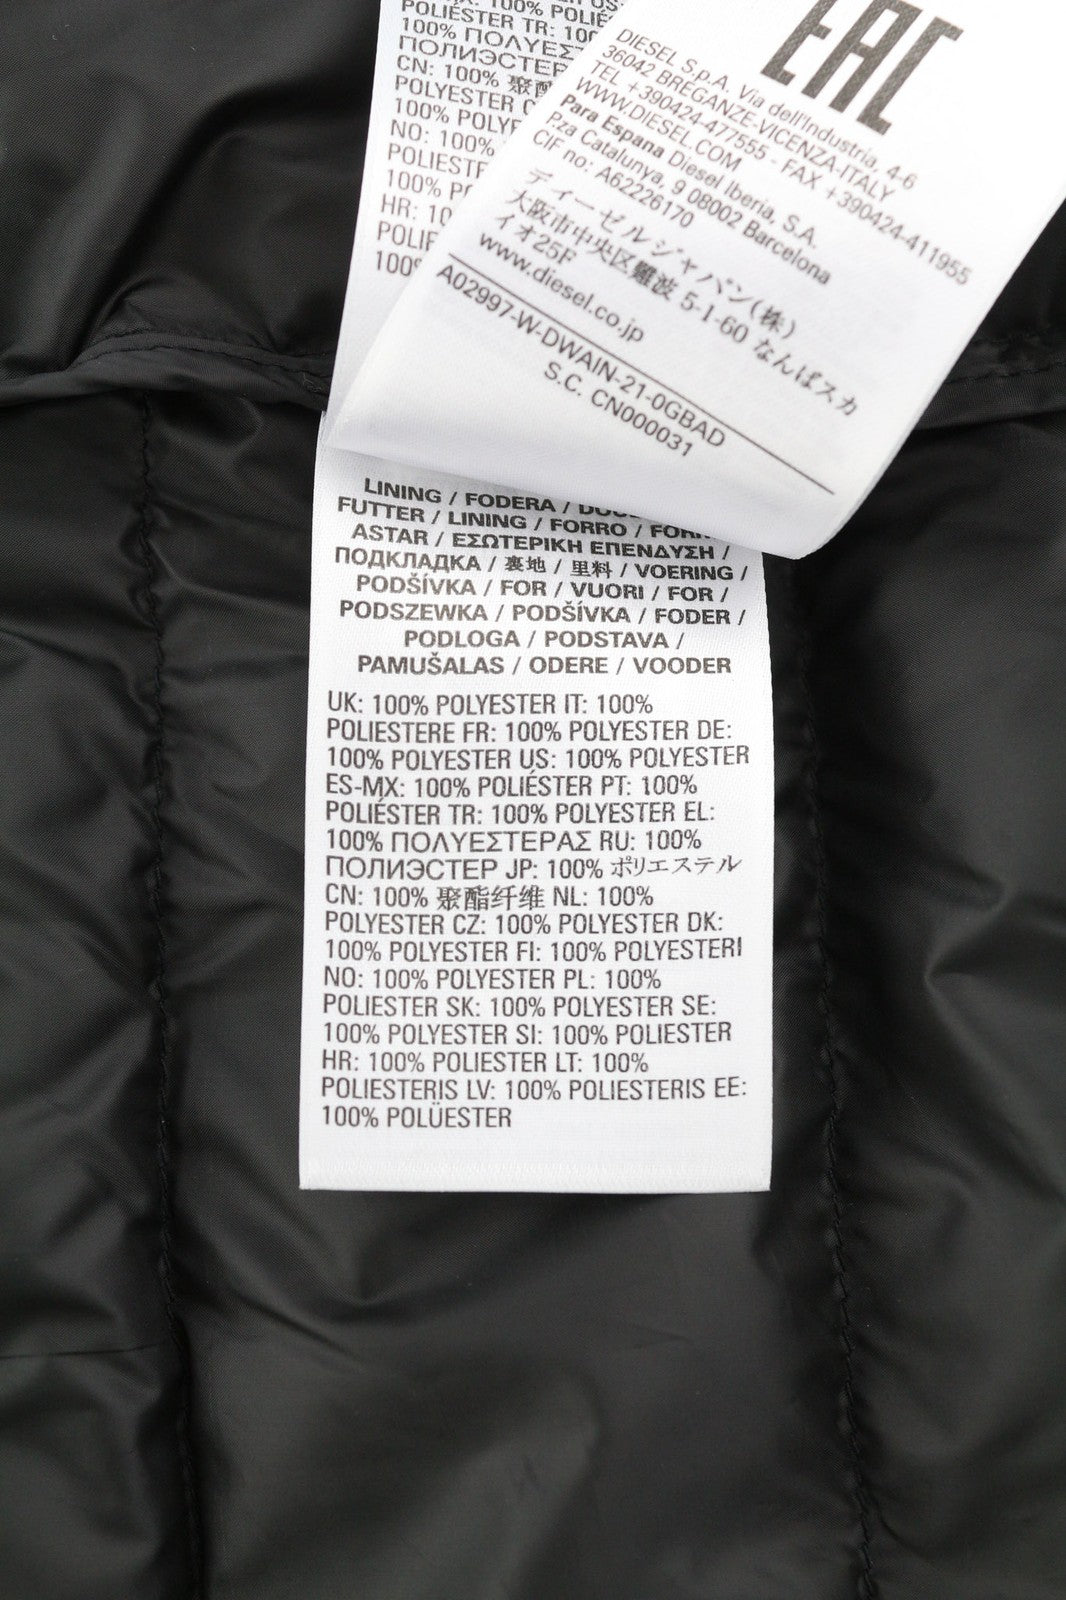 MX: 100% POLIÉ
POLIÉSTER TR: 100%
100% ΠΟΛΥΕΣ
ПОЛИЭСТЕР
CN: 100% 聚酯
POLYESTER
100% POLYE
NO: 100%
POLIESTER
100%
HR:
POLIE
100%
EAC
DIESEL S.p.A. Via dell'Industria, 4-6
36042 BREGANZE-VICENZA-ITALY
TEL +390424-477555 - FAX +390424-411955
WWW.DIESEL.COM
Para Espana Diesel Iberia, S.A.
Pza Catalunya, 9 08002 Barcelona
CIF no: A62226170
ディーゼルジャパン(株)
大阪市中央区難波 5-1-60 なんばスカ
イオ25F
www.diesel.co.jp
A02997-W-DWAIN-21-0GBAD
S.C. CN000031
LINING / FODERA /
FUTTER / LINING / FORRO /
ASTAR / ΕΣΩΤΕΡΙΚΗ ΕΠΕΝΔΥΣΗ /
ПОДКЛАДКА / 裏地 / 里料 / VOERING /
PODŠÍVKA / FOR / VUORI / FOR /
PODSZEWKA / PODŠÍVKA / FODER /
PODLOGA / PODSTAVA /
PAMUŠALAS / ODERE / VOODER
UK: 100% POLYESTER IT: 100%
POLIESTERE FR: 100% POLYESTER DE:
100% POLYESTER US: 100% POLYESTER
ES-MX: 100% POLIÉSTER PT: 100%
POLIÉSTER TR: 100% POLYESTER EL:
100% ΠΟΛΥΕΣΤΕΡΑΣ RU: 100%
ПОЛИЭСТЕР JP: 100% ポリエステル
CN: 100% 聚酯纤维 NL: 100%
POLYESTER CZ: 100% POLYESTER DK:
100% POLYESTER FI: 100% POLYESTERI
NO: 100% POLYESTER PL: 100%
POLIESTER SK: 100% POLYESTER SE:
100% POLYESTER SI: 100% POLIESTER
HR: 100% POLIESTER LT: 100%
POLIESTERIS LV: 100% POLIESTERIS EE:
100% POLÜESTER